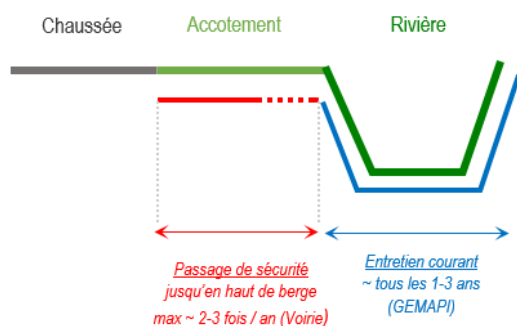 Chaussée Accotement Rivière
Passage de sécurité
jusqu'en haut de berge
max ~ 2-3 fois / an (Voirie)
Entretien courant
~ tous les 1-3 ans
(GEMAPI)